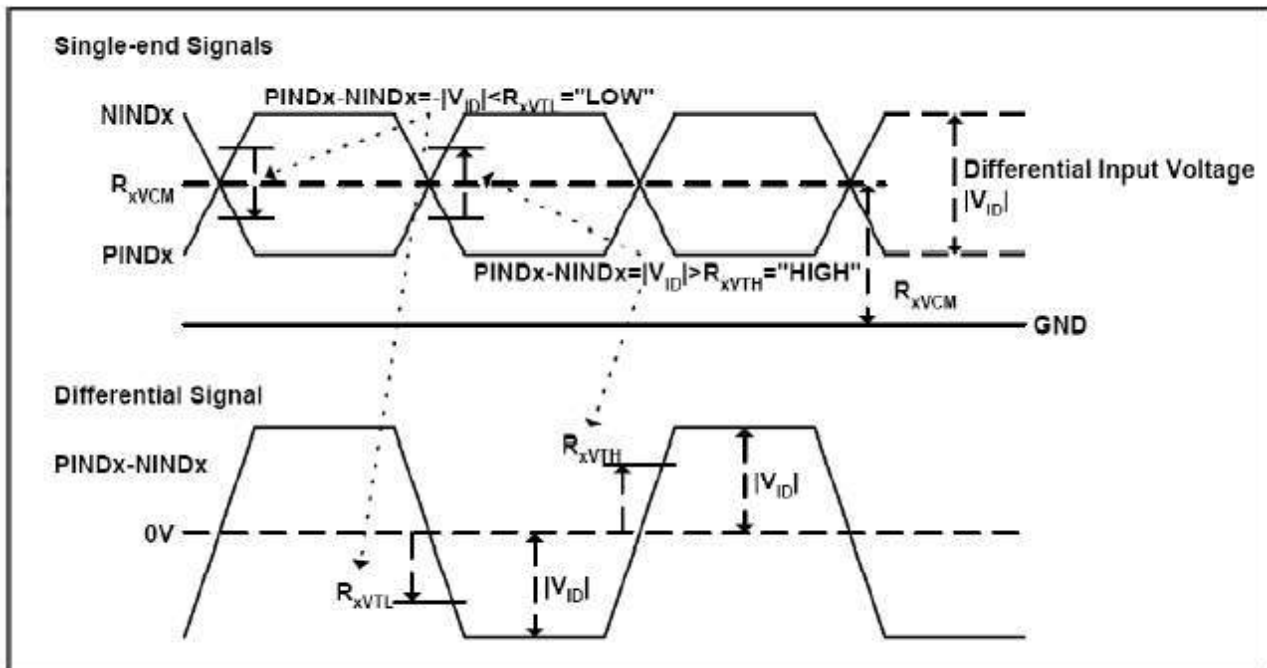 Single-end Signals
PINDx-NINDx=-|VID|<RxVTL="LOW"
NINDx
Differential Input Voltage
|VID|
RxVCM
PINDx
PINDx-NINDx=|VID|>RxVTH="HIGH"
RxVCM
GND
Differential Signal
RxVTH
PINDx-NINDx
|VID|
0V
RxVTL
|VID|